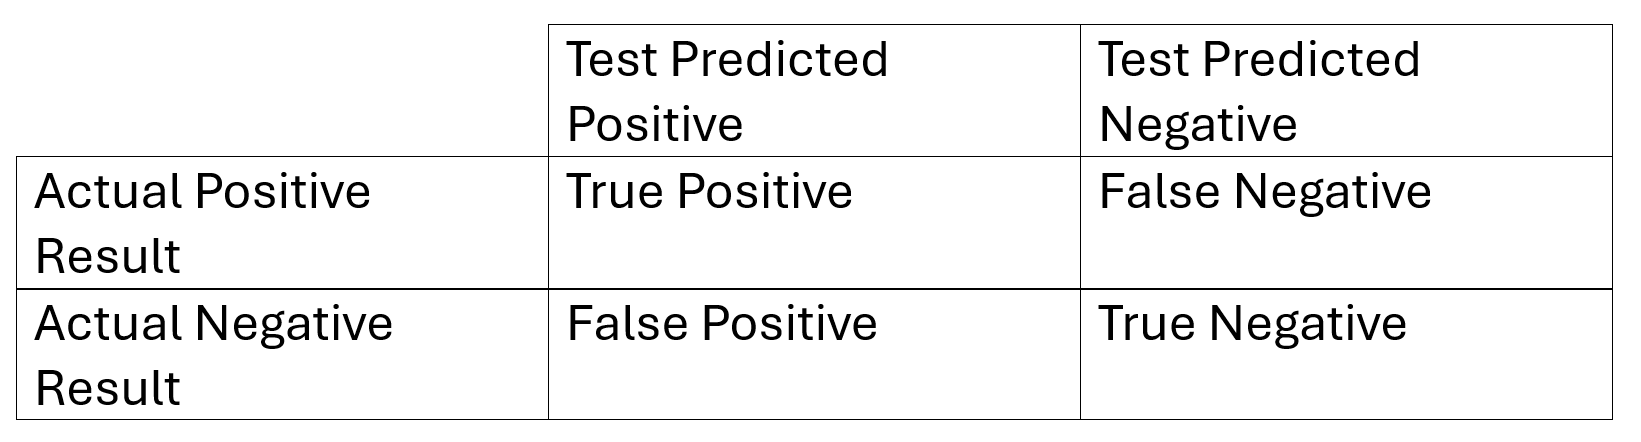 Test Predicted Positive
Test Predicted Negative
Actual Positive Result
True Positive
False Negative
Actual Negative Result
False Positive
True Negative